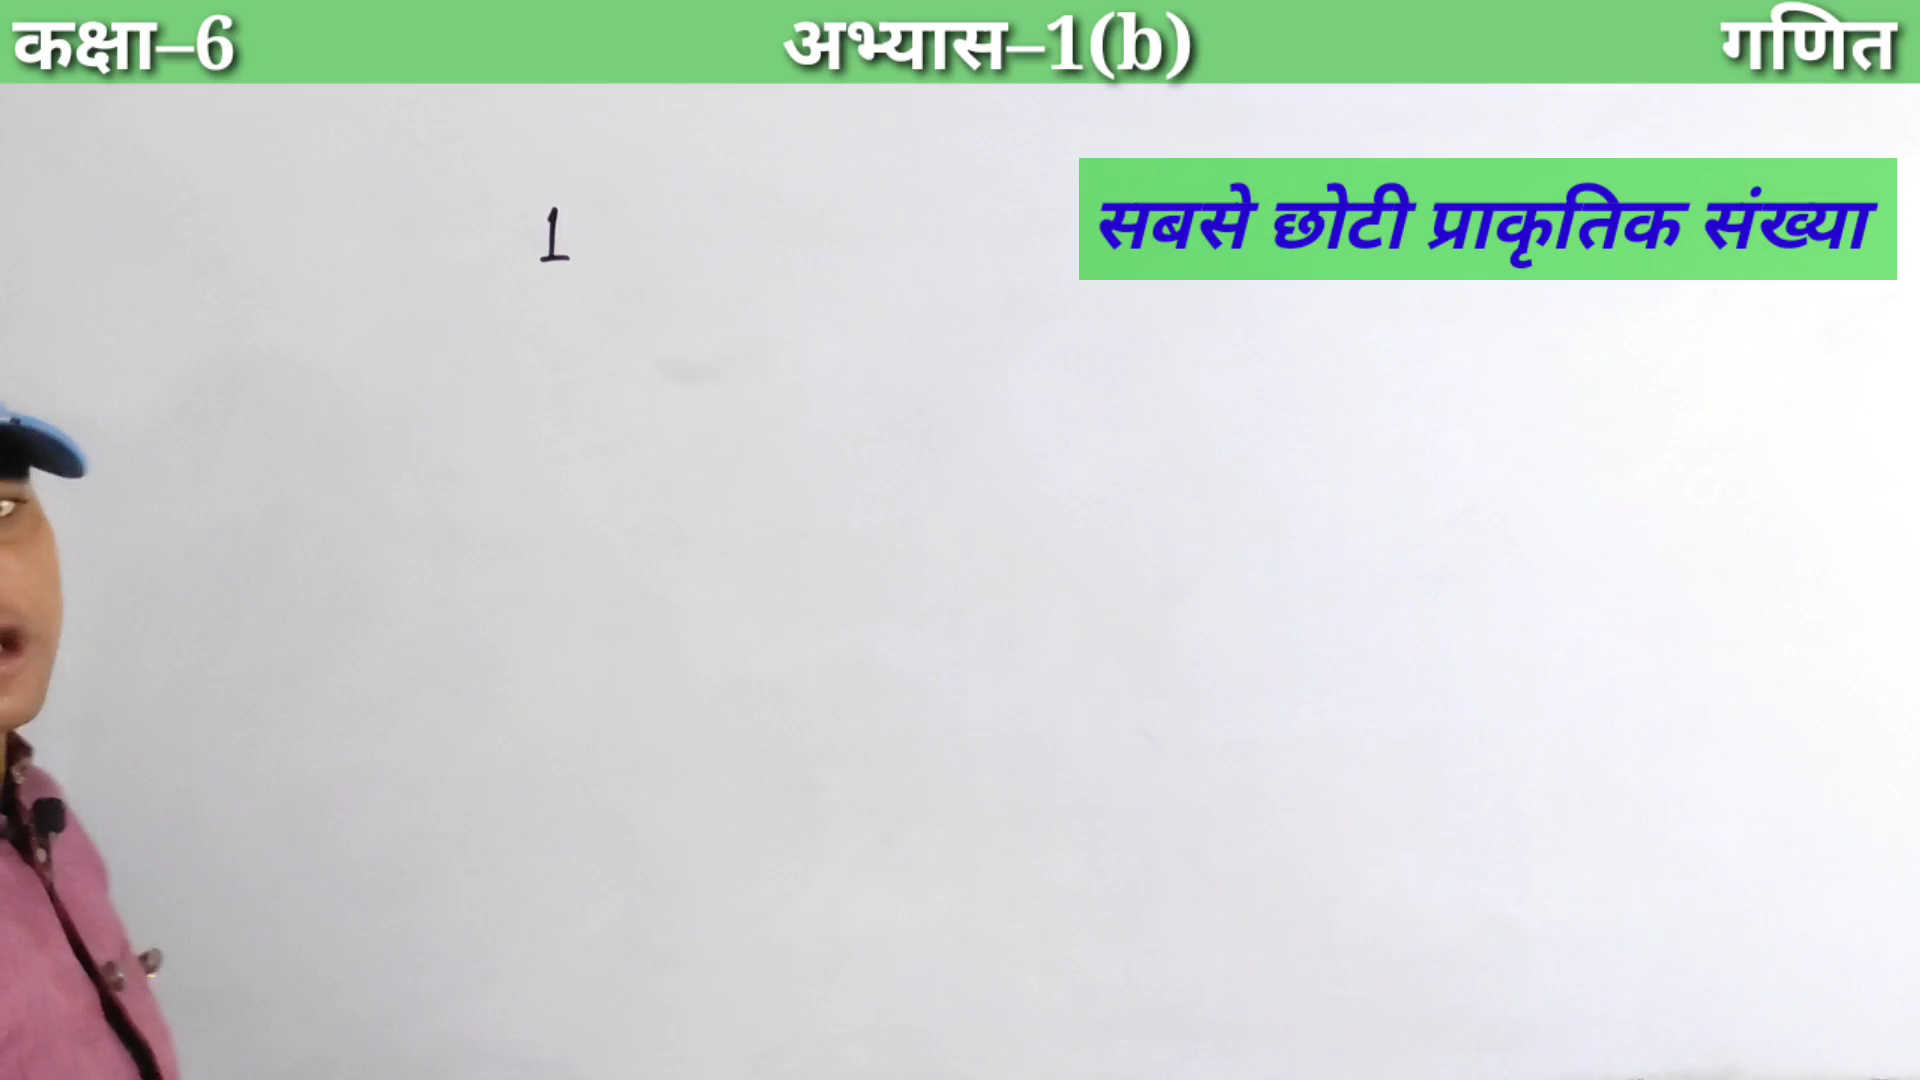 कक्षा–6 अभ्यास–1(b) गणित
सबसे छोटी प्राकृतिक संख्या
1